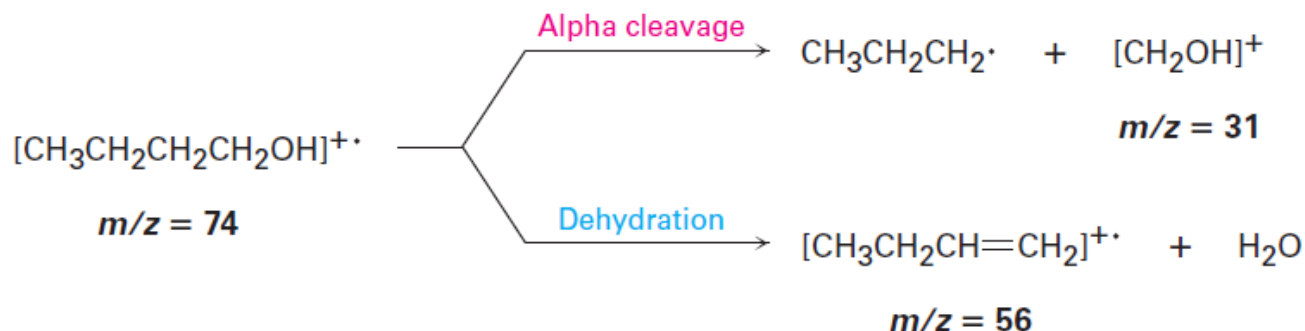 Alpha cleavage
CH₃CH₂CH₂· + [CH₂OH]⁺
m/z = 31
[CH₃CH₂CH₂CH₂OH]⁺·
m/z = 74
Dehydration
[CH₃CH₂CH=CH₂]⁺· + H₂O
m/z = 56